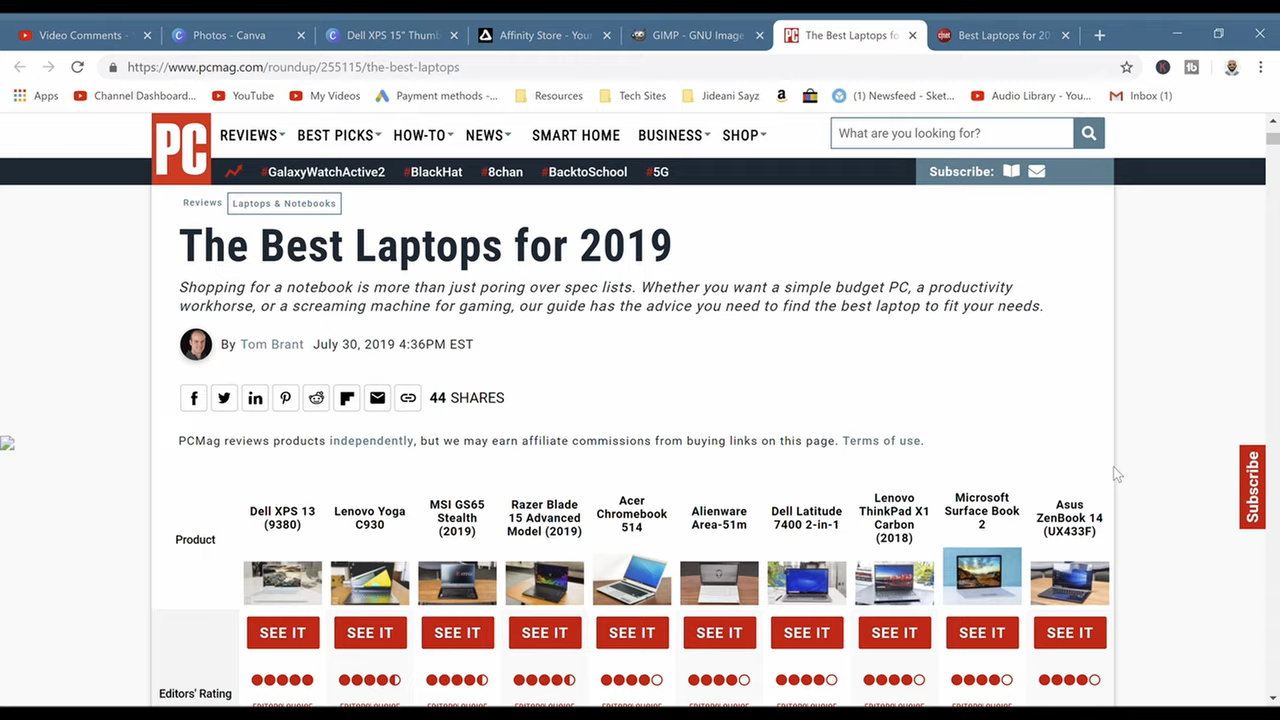 Video Comments -
Photos - Canva
Dell XPS 15" Thumb
Affinity Store - Your
GIMP - GNU Image
The Best Laptops fo
Best Laptops for 20
https://www.pcmag.com/roundup/255115/the-best-laptops
Apps
Channel Dashboard...
YouTube
My Videos
Payment methods -...
Resources
Tech Sites
Jideani Sayz
(1) Newsfeed - Sket...
Audio Library - You...
Inbox (1)
PC
REVIEWS
BEST PICKS
HOW-TO
NEWS
SMART HOME
BUSINESS
SHOP
What are you looking for?
#GalaxyWatchActive2
#BlackHat
#8chan
#BacktoSchool
#5G
Subscribe:
Reviews
Laptops & Notebooks
The Best Laptops for 2019
Shopping for a notebook is more than just poring over spec lists. Whether you want a simple budget PC, a productivity
workhorse, or a screaming machine for gaming, our guide has the advice you need to find the best laptop to fit your needs.
By Tom Brant July 30, 2019 4:36PM EST
44 SHARES
PCMag reviews products independently, but we may earn affiliate commissions from buying links on this page. Terms of use.
Subscribe
Product
Dell XPS 13
(9380)
Lenovo Yoga
C930
MSI GS65
Stealth
(2019)
Razer Blade
15 Advanced
Model (2019)
Acer
Chromebook
514
Alienware
Area-51m
Dell Latitude
7400 2-in-1
Lenovo
ThinkPad X1
Carbon
(2018)
Microsoft
Surface Book
2
Asus
ZenBook 14
(UX433F)
SEE IT
SEE IT
SEE IT
SEE IT
SEE IT
SEE IT
SEE IT
SEE IT
SEE IT
SEE IT
Editors' Rating